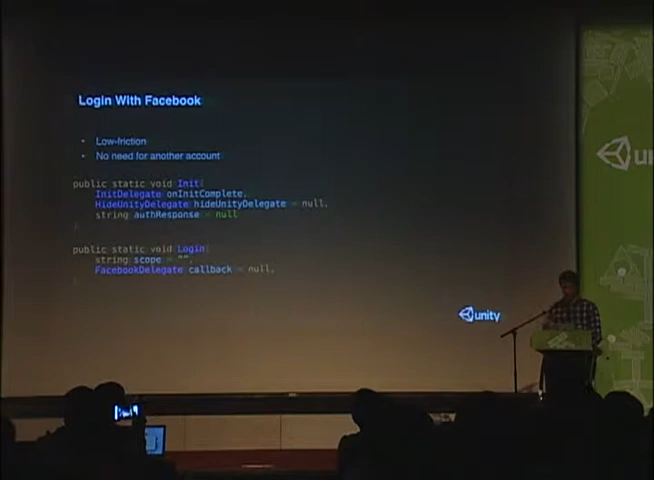 Login With Facebook
• Low-friction
• No need for another account
public static void Init(
InitDelegate onInitComplete,
HideUnityDelegate hideUnityDelegate = null,
string authResponse = null
);
public static void Login(
string scope = "",
FacebookDelegate callback = null,
)
unity